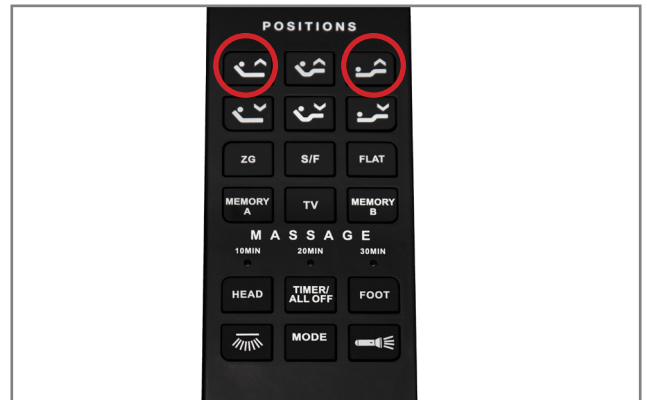 POSITIONS
ZG S/F FLAT
MEMORY A TV MEMORY B
MASSAGE
10MIN 20MIN 30MIN
HEAD TIMER/ ALL OFF FOOT
MODE